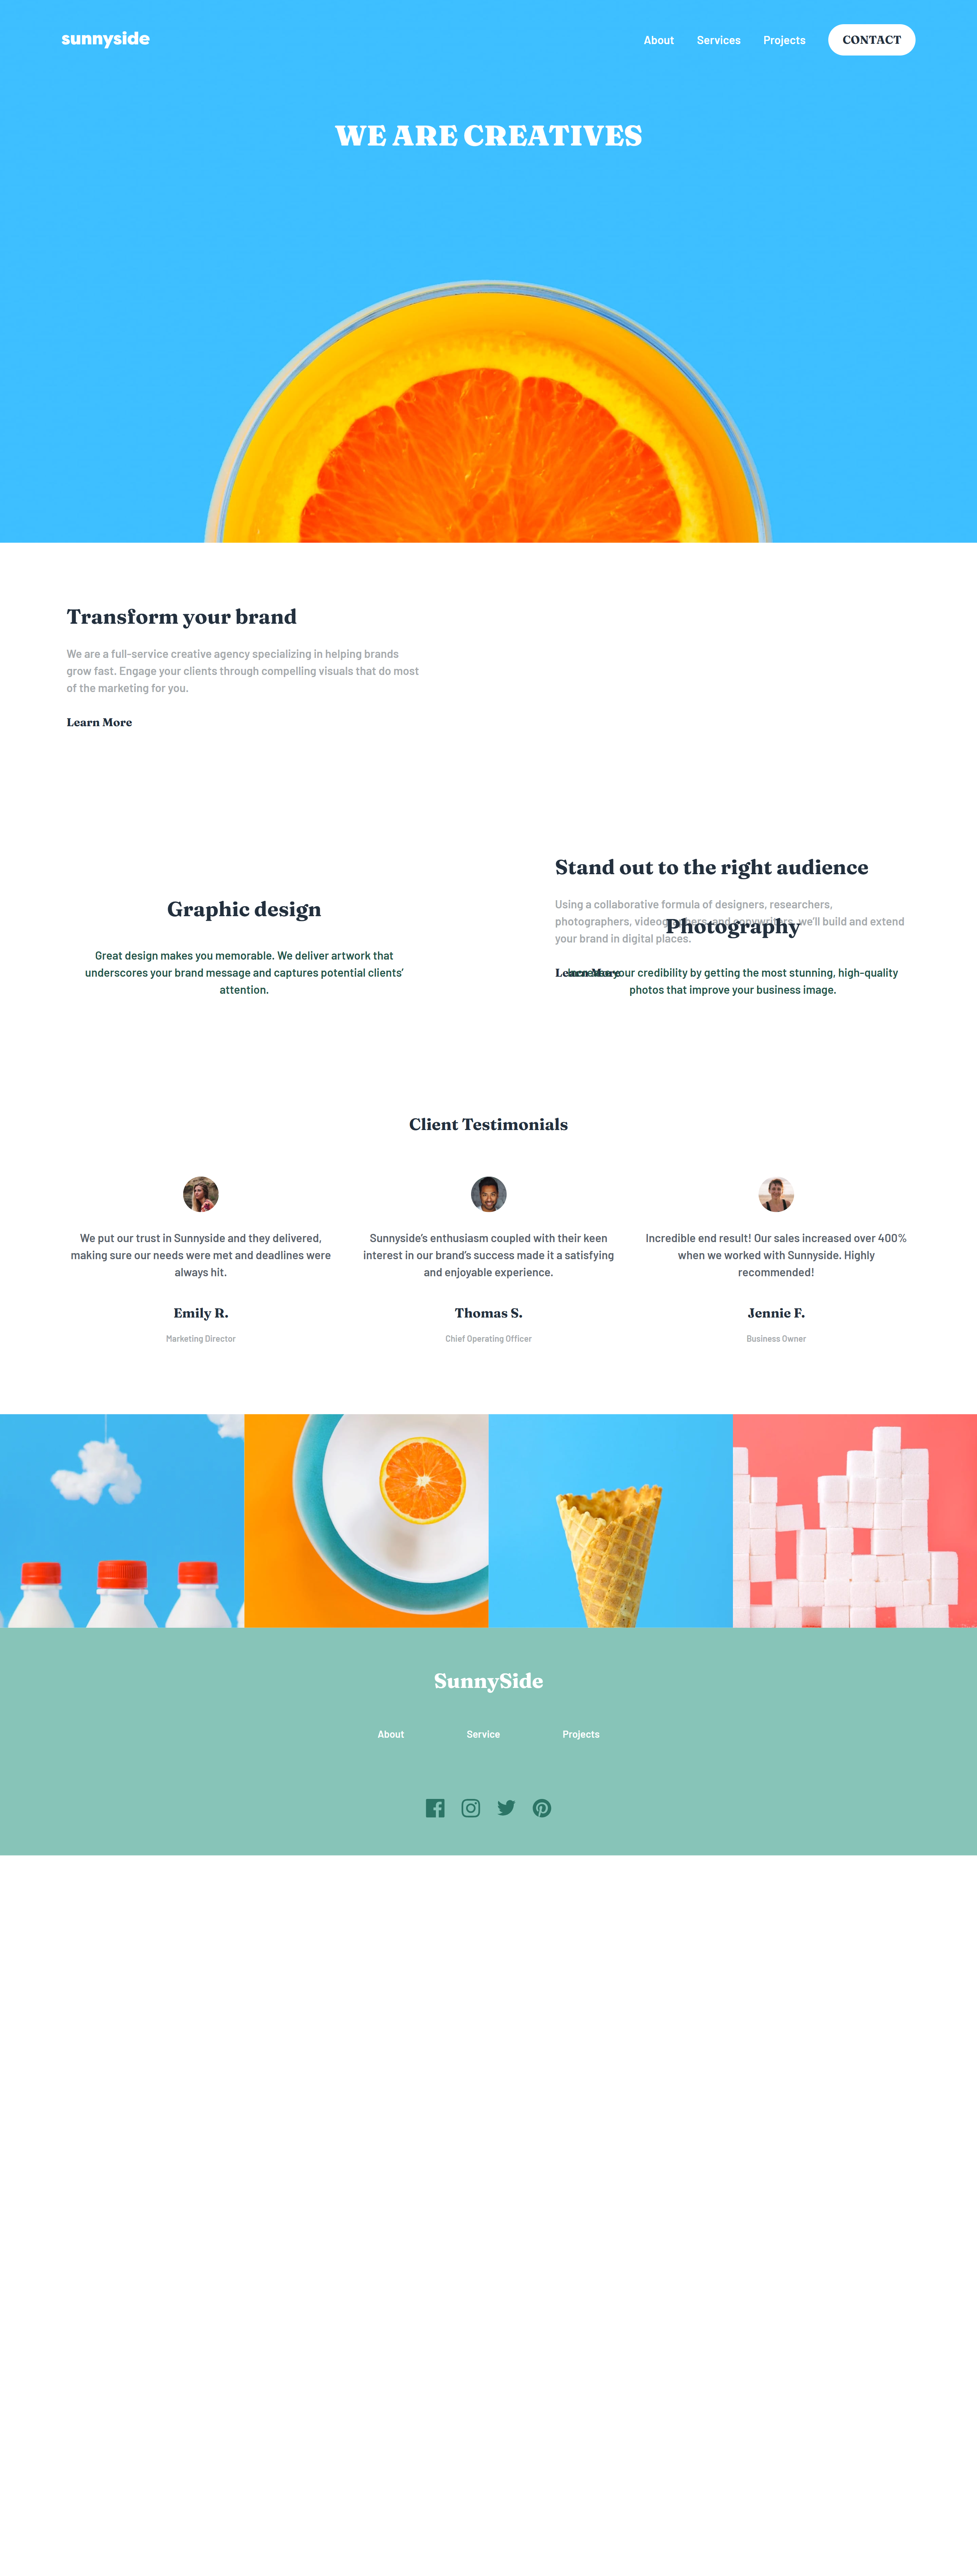 sunnyside
About Services Projects CONTACT
WE ARE CREATIVES
Transform your brand
We are a full-service creative agency specializing in helping brands
grow fast. Engage your clients through compelling visuals that do most
of the marketing for you.
Learn More
Stand out to the right audience
Using a collaborative formula of designers, researchers,
photographers, videographers, and copywriters, we'll build and extend
your brand in digital places.
Learn More
Graphic design
Great design makes you memorable. We deliver artwork that
underscores your brand message and captures potential clients'
attention.
Photography
Increase your credibility by getting the most stunning, high-quality
photos that improve your business image.
Client Testimonials
We put our trust in Sunnyside and they delivered,
making sure our needs were met and deadlines were
always hit.
Emily R.
Marketing Director
Sunnyside's enthusiasm coupled with their keen
interest in our brand's success made it a satisfying
and enjoyable experience.
Thomas S.
Chief Operating Officer
Incredible end result! Our sales increased over 400%
when we worked with Sunnyside. Highly
recommended!
Jennie F.
Business Owner
SunnySide
About Service Projects